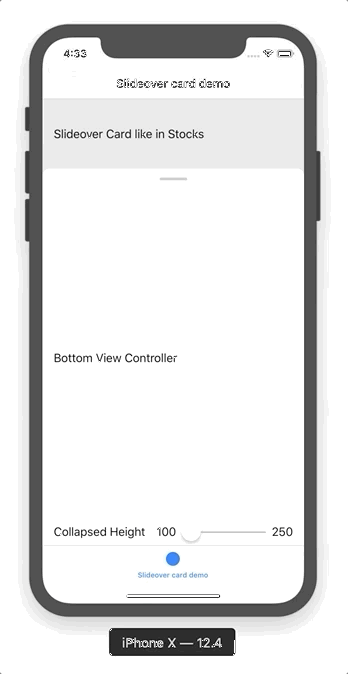 4:33
Slideover card demo
Slideover Card like in Stocks
Bottom View Controller
Collapsed Height 100 250
Slideover card demo
iPhone X — 12.4